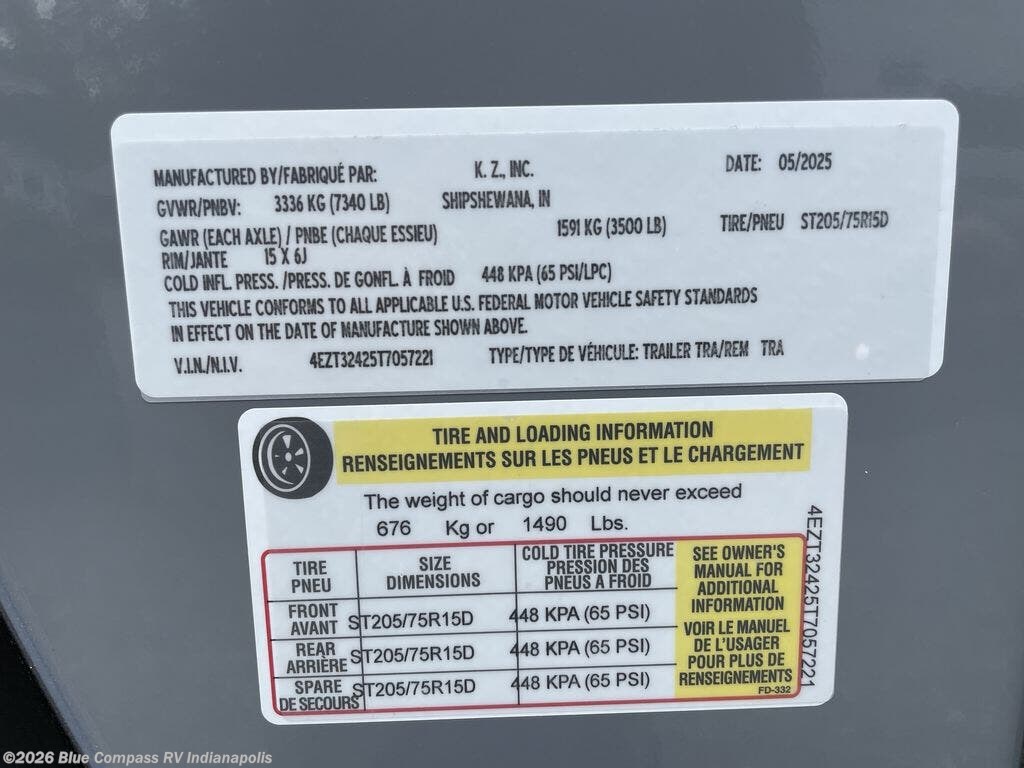 MANUFACTURED BY/FABRIQUÉ PAR: K. Z., INC. DATE: 05/2025
GVWR/PNBV: 3336 KG (7340 LB) SHIPSHEWANA, IN
GAWR (EACH AXLE) / PNBE (CHAQUE ESSIEU) 1591 KG (3500 LB) TIRE/PNEU ST205/75R15D
RIM/JANTE 15 X 6J
COLD INFL. PRESS. /PRESS. DE GONFL. À FROID 448 KPA (65 PSI/LPC)
THIS VEHICLE CONFORMS TO ALL APPLICABLE U.S. FEDERAL MOTOR VEHICLE SAFETY STANDARDS
IN EFFECT ON THE DATE OF MANUFACTURE SHOWN ABOVE.
V.I.N./N.I.V. 4EZT32425T7057221 TYPE/TYPE DE VÉHICULE: TRAILER TRA/REM TRA
TIRE AND LOADING INFORMATION
RENSEIGNEMENTS SUR LES PNEUS ET LE CHARGEMENT
The weight of cargo should never exceed
676 Kg or 1490 Lbs.
TIRE
PNEU
SIZE
DIMENSIONS
COLD TIRE PRESSURE
PRESSION DES
PNEUS A FROID
FRONT
AVANT
ST205/75R15D
448 KPA (65 PSI)
REAR
ARRIÈRE
ST205/75R15D
448 KPA (65 PSI)
SPARE
DE SECOURS
ST205/75R15D
448 KPA (65 PSI)
SEE OWNER'S
MANUAL FOR
ADDITIONAL
INFORMATION
VOIR LE MANUEL
DE L'USAGER
POUR PLUS DE
RENSEIGNEMENTS
FD-332
4EZT32425T7057221
©2026 Blue Compass RV Indianapolis